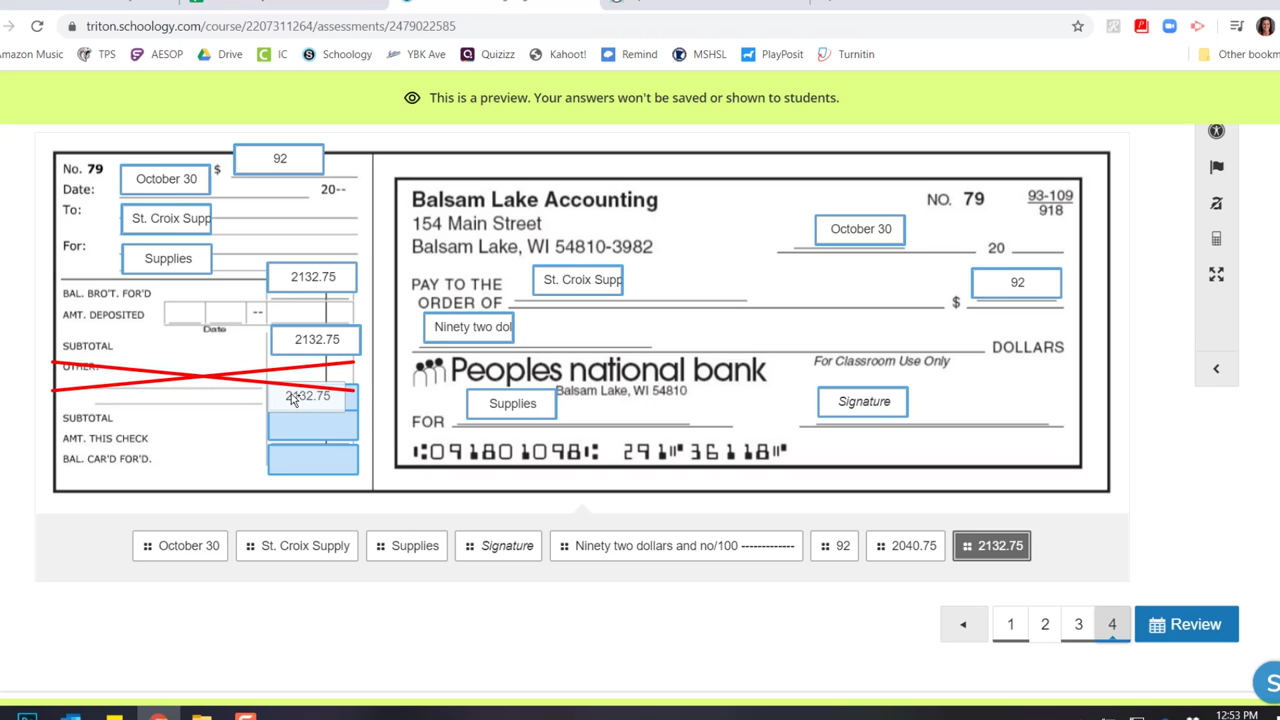 triton.schoology.com/course/2207311264/assessments/2479022585
Amazon Music TPS AESOP Drive IC Schoology YBK Ave Quizizz Kahoot! Remind MSHSL PlayPosit Turnitin Other bookm
This is a preview. Your answers won't be saved or shown to students.
No. 79 $ 92
Date: October 30 20--
To: St. Croix Supp
For: Supplies
2132.75
BAL. BRO'T. FOR'D
AMT. DEPOSITED --
Date
SUBTOTAL 2132.75
OTHER:
2132.75
SUBTOTAL
AMT. THIS CHECK
BAL. CAR'D FOR'D.
Balsam Lake Accounting NO. 79 93-109
154 Main Street 918
Balsam Lake, WI 54810-3982 October 30 20
PAY TO THE
ORDER OF St. Croix Supp $ 92
Ninety two dol DOLLARS
Peoples national bank For Classroom Use Only
Balsam Lake, WI 54810
FOR Supplies Signature
091801098 291 36118
October 30 St. Croix Supply Supplies Signature Ninety two dollars and no/100 ------------- 92 2040.75 2132.75
1 2 3 4 Review
12:53 PM